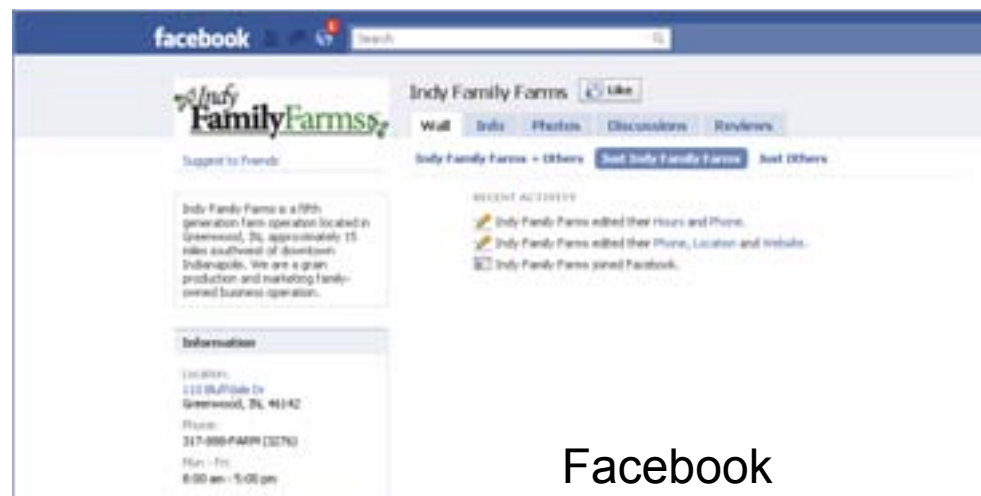 facebook
Search
Indy
FamilyFarms
Suggest to Friends
Indy Family Farms is a fifth
generation farm operation located in
Greenwood, IN, approximately 15
miles southwest of downtown
Indianapolis. We are a grain
production and marketing family-
owned business operation.
Information
Location:
Greenwood, IN, 46142
Phone:
317-888-FARM (3276)
Mon - Fri:
8:00 am - 5:00 pm
Indy Family Farms Like
Wall Info Photos Discussions Reviews
Indy Family Farms + Others Just Indy Family Farms Just Others
RECENT ACTIVITY
Indy Family Farms edited their Hours and Phone.
Indy Family Farms edited their Phone, Location and Website.
Indy Family Farms joined Facebook.
Facebook